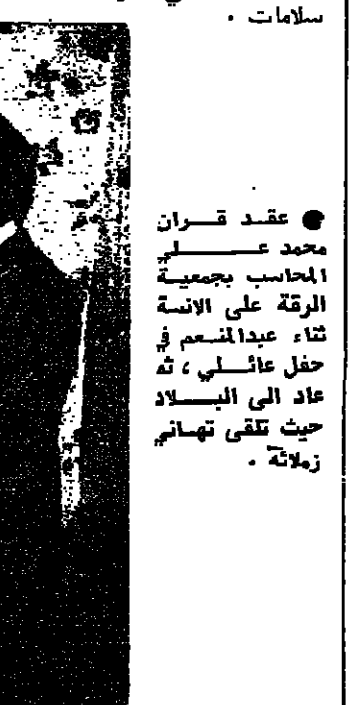 سلامات .
● عقد قران
محمد علي
المحاسب بجمعية
الرقة على الانسة
ثناء عبدالمنعم في
حفل عائلي ، ثم
عاد الى البلاد
حيث تلقى تهاني
زملائه .